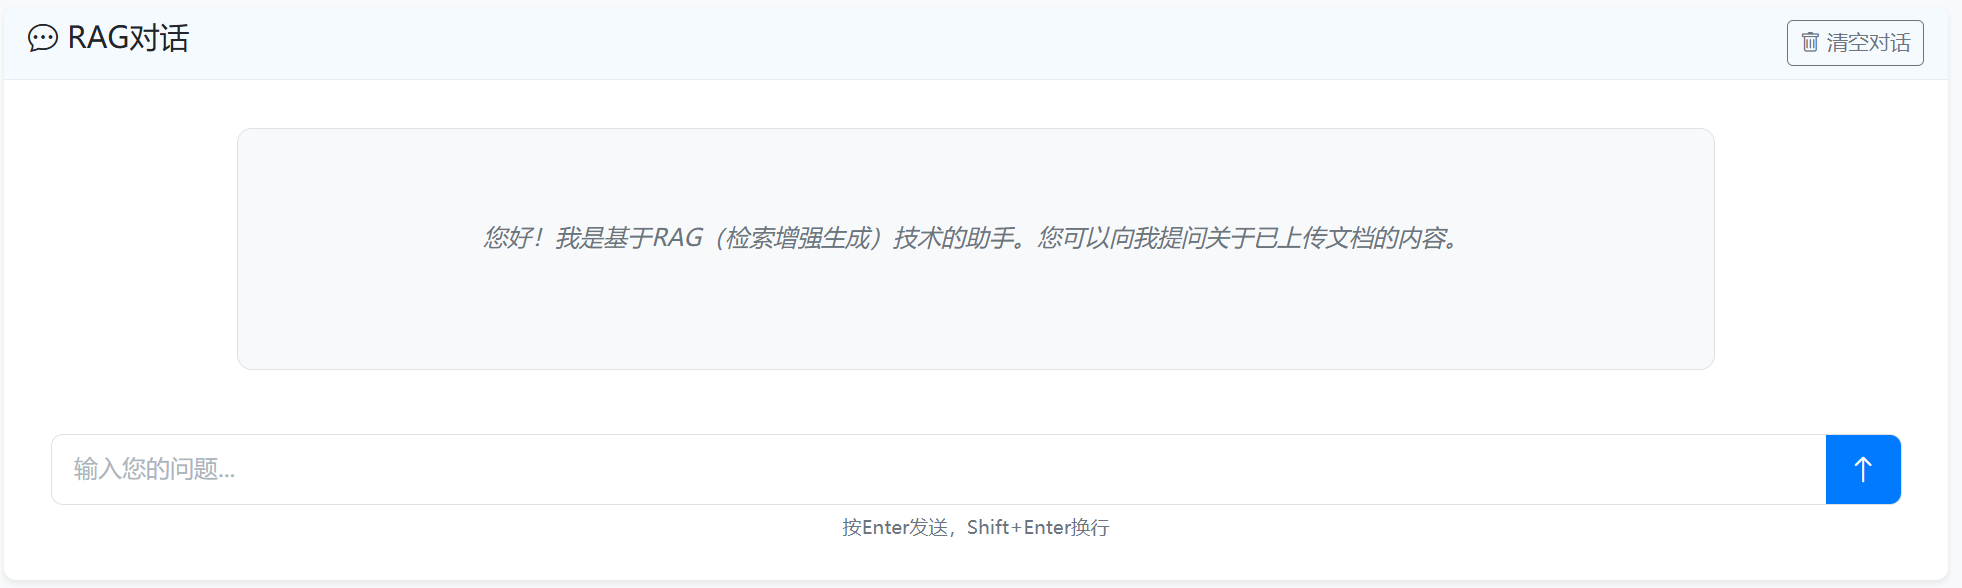 RAG对话
清空对话
您好！我是基于RAG（检索增强生成）技术的助手。您可以向我提问关于已上传文档的内容。
输入您的问题...
按Enter发送，Shift+Enter换行